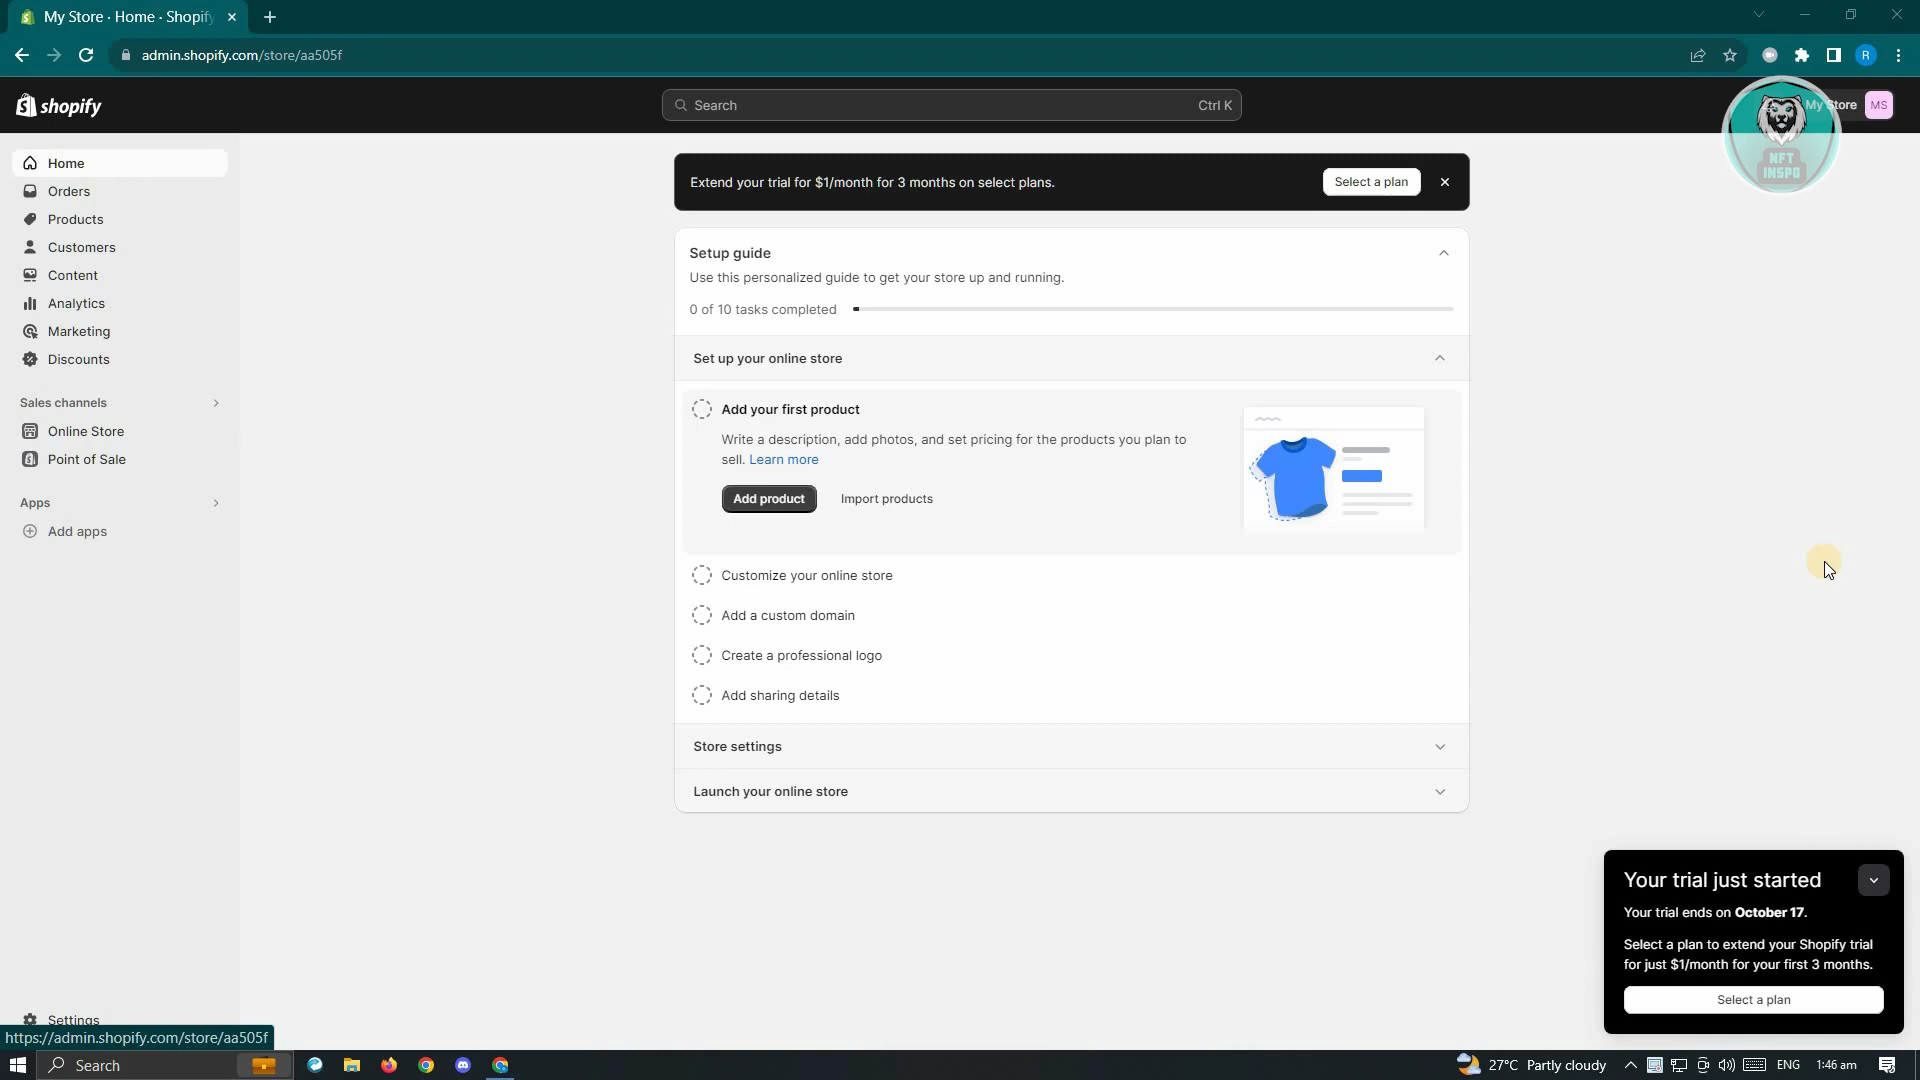 My Store · Home · Shopify
admin.shopify.com/store/aa505f
R
shopify
Search
Ctrl K
My Store
MS
NFT
INSPO
Home
Orders
Products
Customers
Content
Analytics
Marketing
Discounts
Sales channels
Online Store
Point of Sale
Apps
Add apps
Settings
Extend your trial for $1/month for 3 months on select plans.
Select a plan
Setup guide
Use this personalized guide to get your store up and running.
0 of 10 tasks completed
Set up your online store
Add your first product
Write a description, add photos, and set pricing for the products you plan to
sell. Learn more
Add product
Import products
Customize your online store
Add a custom domain
Create a professional logo
Add sharing details
Store settings
Launch your online store
Your trial just started
Your trial ends on October 17.
Select a plan to extend your Shopify trial
for just $1/month for your first 3 months.
Select a plan
https://admin.shopify.com/store/aa505f
Search
27°C Partly cloudy
ENG
1:46 am